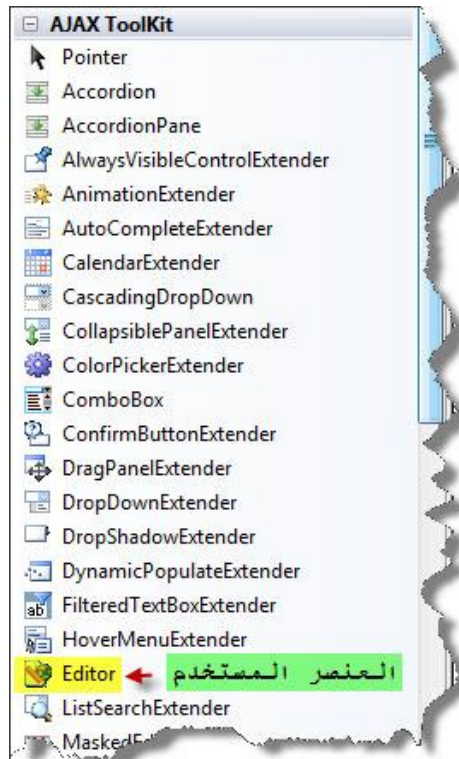 AJAX ToolKit
Pointer
Accordion
AccordionPane
AlwaysVisibleControlExtender
AnimationExtender
AutoCompleteExtender
CalendarExtender
CascadingDropDown
CollapsiblePanelExtender
ColorPickerExtender
ComboBox
ConfirmButtonExtender
DragPanelExtender
DropDownExtender
DropShadowExtender
DynamicPopulateExtender
FilteredTextBoxExtender
HoverMenuExtender
Editor العنصر المستخدم
ListSearchExtender